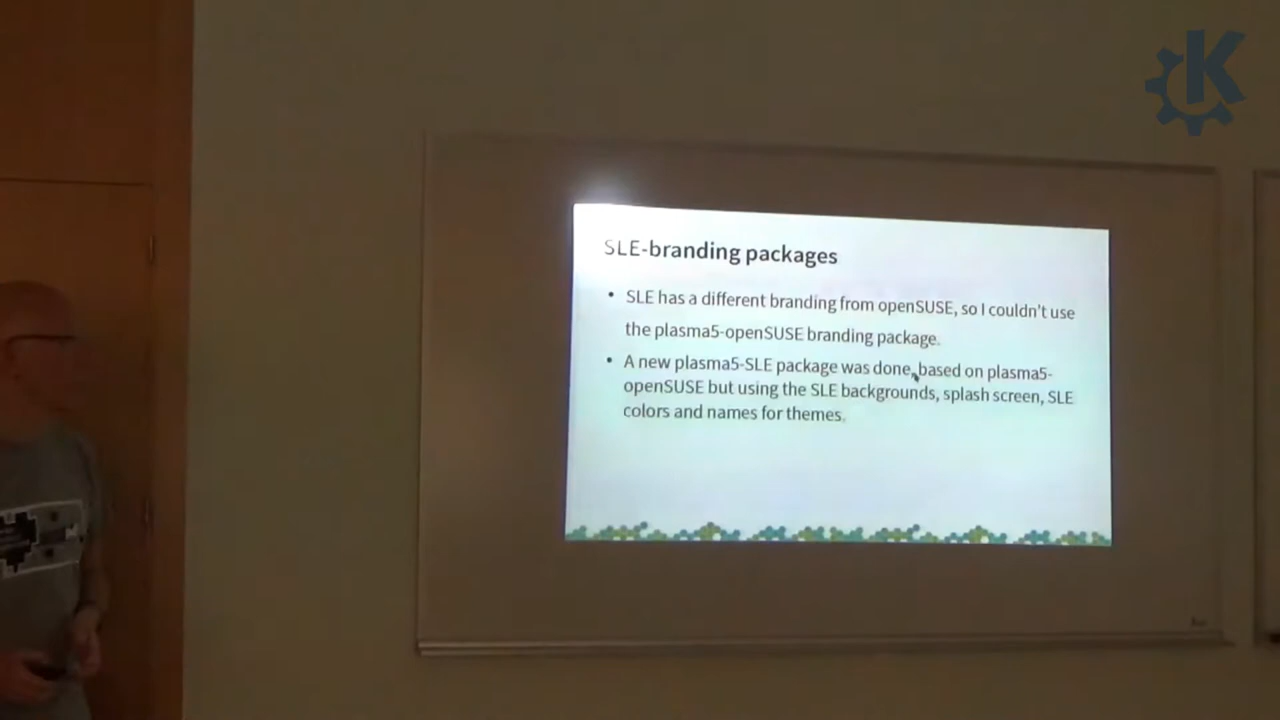 SLE-branding packages
• SLE has a different branding from openSUSE, so I couldn't use
the plasma5-openSUSE branding package.
• A new plasma5-SLE package was done, based on plasma5-
openSUSE but using the SLE backgrounds, splash screen, SLE
colors and names for themes.
K